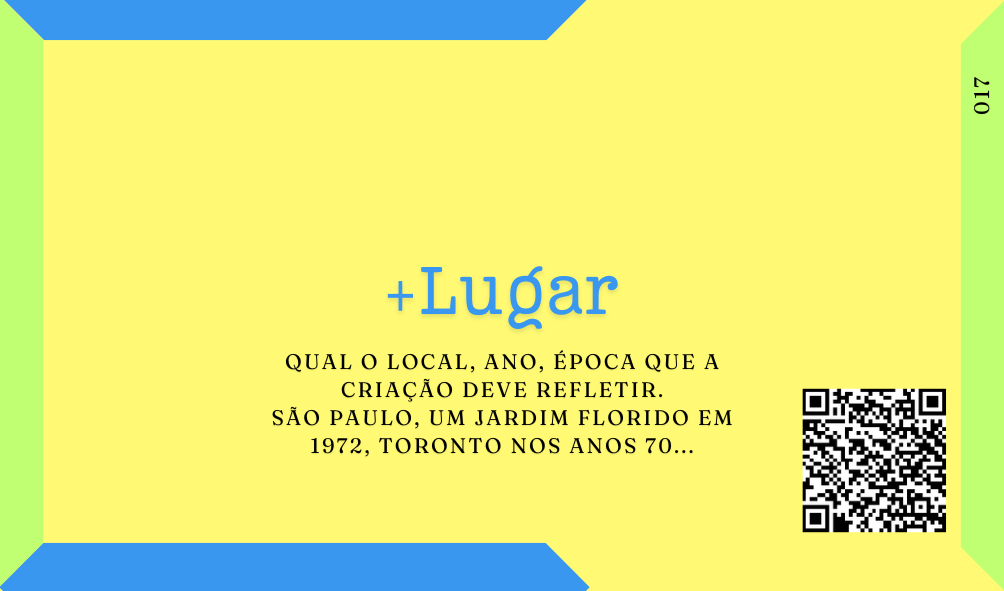 017
+Lugar
QUAL O LOCAL, ANO, ÉPOCA QUE A
CRIAÇÃO DEVE REFLETIR.
SÃO PAULO, UM JARDIM FLORIDO EM
1972, TORONTO NOS ANOS 70...